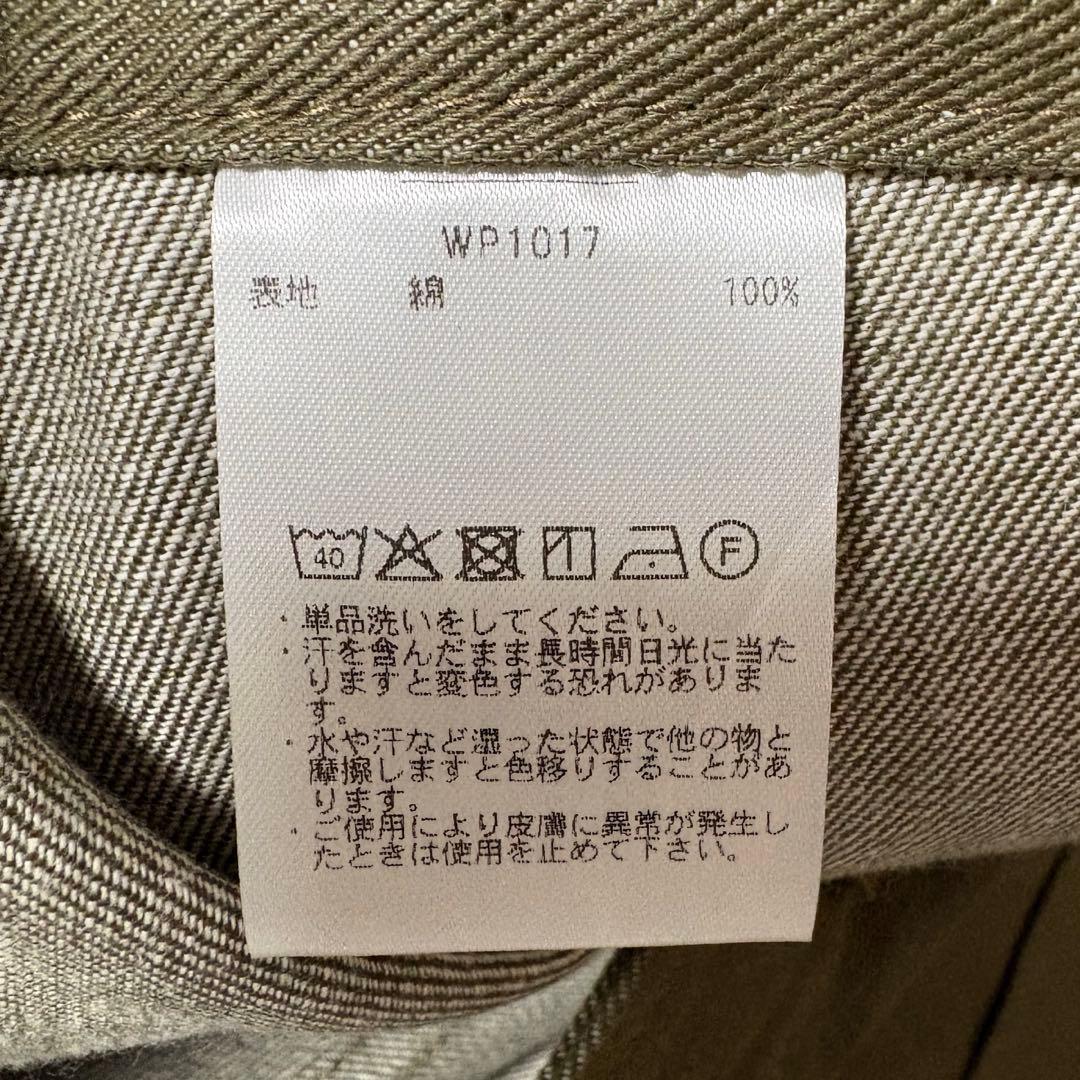 WP1017
表地 綿 100%
40 F
・単品洗いをしてください。
・汗を含んだまま長時間日光に当た
りますと変色する恐れがありま
す。
・水や汗など湿った状態で他の物と
摩擦しますと色移りすることがあ
ります。
・ご使用により皮膚に異常が発生し
たときは使用を止めて下さい。